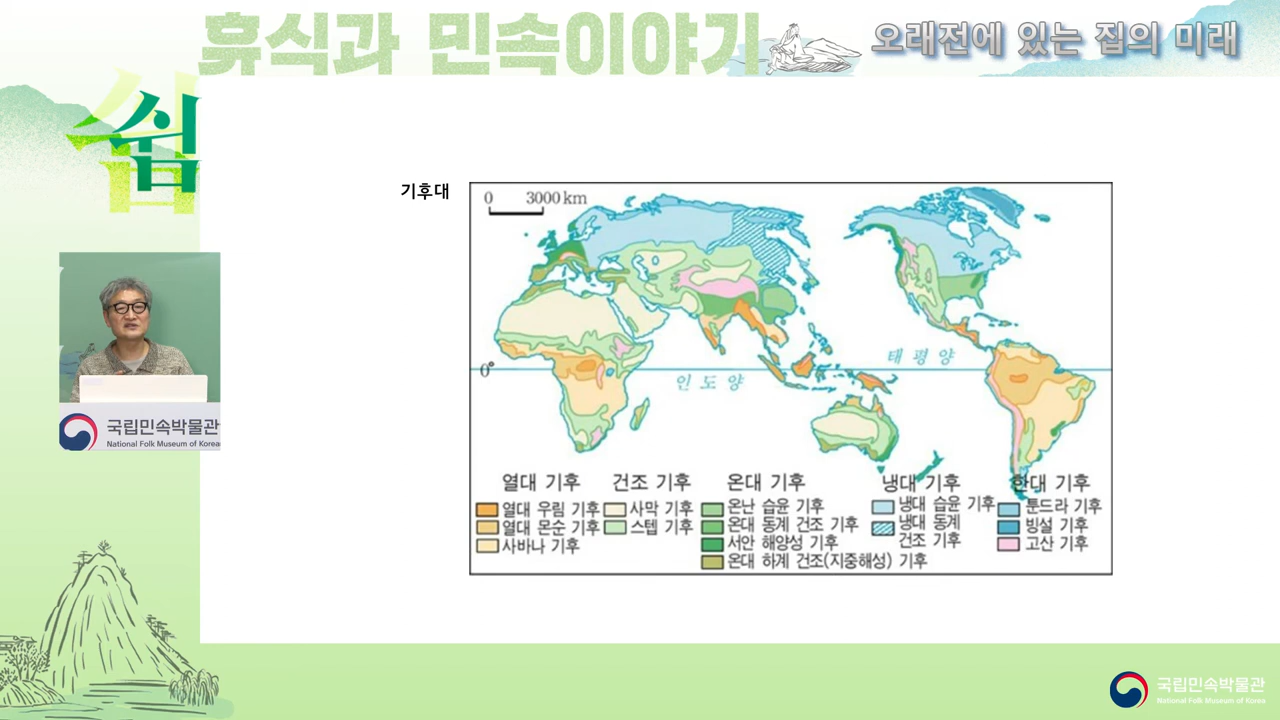 휴식과 민속이야기
오래전에 있는 집의 미래
쉼
기후대
0 3000 km
0°
태평양
인도양
열대 기후 건조 기후 온대 기후 냉대 기후 한대 기후
열대 우림 기후
열대 몬순 기후
사바나 기후
사막 기후
스텝 기후
온난 습윤 기후
온대 동계 건조 기후
서안 해양성 기후
온대 하계 건조(지중해성) 기후
냉대 습윤 기후
냉대 동계
건조 기후
툰드라 기후
빙설 기후
고산 기후
국립민속박물관
National Folk Museum of Korea
국립민속박물관
National Folk Museum of Korea